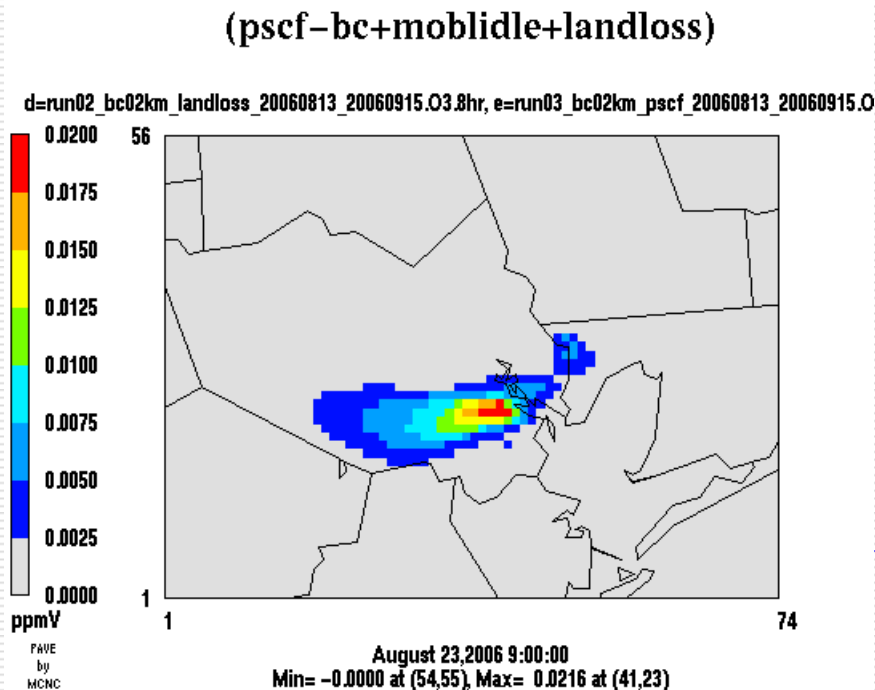 (pscf-bc+moblidle+landloss)
d=run02_bc02km_landloss_20060813_20060915.O3.8hr, e=run03_bc02km_pscf_20060813_20060915.O
0.0200
0.0175
0.0150
0.0125
0.0100
0.0075
0.0050
0.0025
0.0000
ppmV
56
1
1
74
PAVE
by
MCNC
August 23,2006 9:00:00
Min= -0.0000 at (54,55), Max= 0.0216 at (41,23)